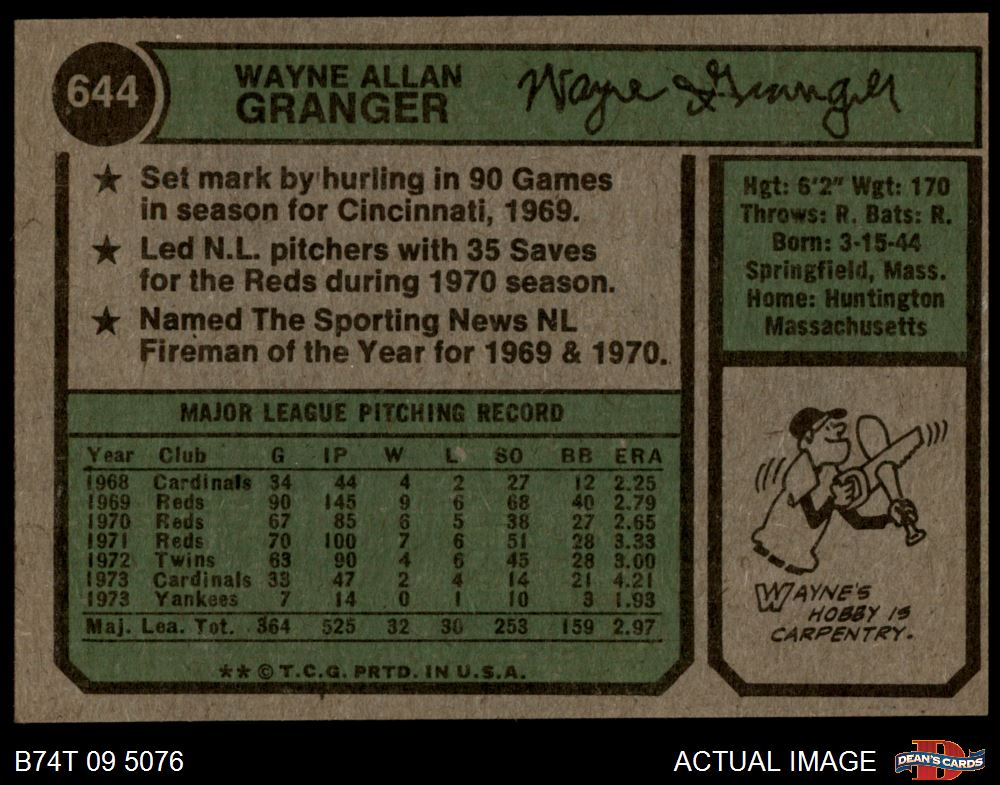 644
WAYNE ALLAN
GRANGER
Wayne A. Granger
★ Set mark by hurling in 90 Games
in season for Cincinnati, 1969.
★ Led N.L. pitchers with 35 Saves
for the Reds during 1970 season.
★ Named The Sporting News NL
Fireman of the Year for 1969 & 1970.
Hgt: 6'2" Wgt: 170
Throws: R. Bats: R.
Born: 3-15-44
Springfield, Mass.
Home: Huntington
Massachusetts
MAJOR LEAGUE PITCHING RECORD
Year Club G IP W L SO BB ERA
1968 Cardinals 34 44 4 2 27 12 2.25
1969 Reds 90 145 9 6 68 40 2.79
1970 Reds 67 85 6 5 38 27 2.65
1971 Reds 70 100 7 6 51 28 3.33
1972 Twins 63 90 4 6 45 28 3.00
1973 Cardinals 33 47 2 4 14 21 4.21
1973 Yankees 7 14 0 1 10 3 1.93
Maj. Lea. Tot. 364 525 32 30 253 159 2.97
** © T.C.G. PRTD. IN U.S.A.
WAYNE'S
HOBBY IS
CARPENTRY.
B74T 09 5076
ACTUAL IMAGE
DEAN'S CARDS